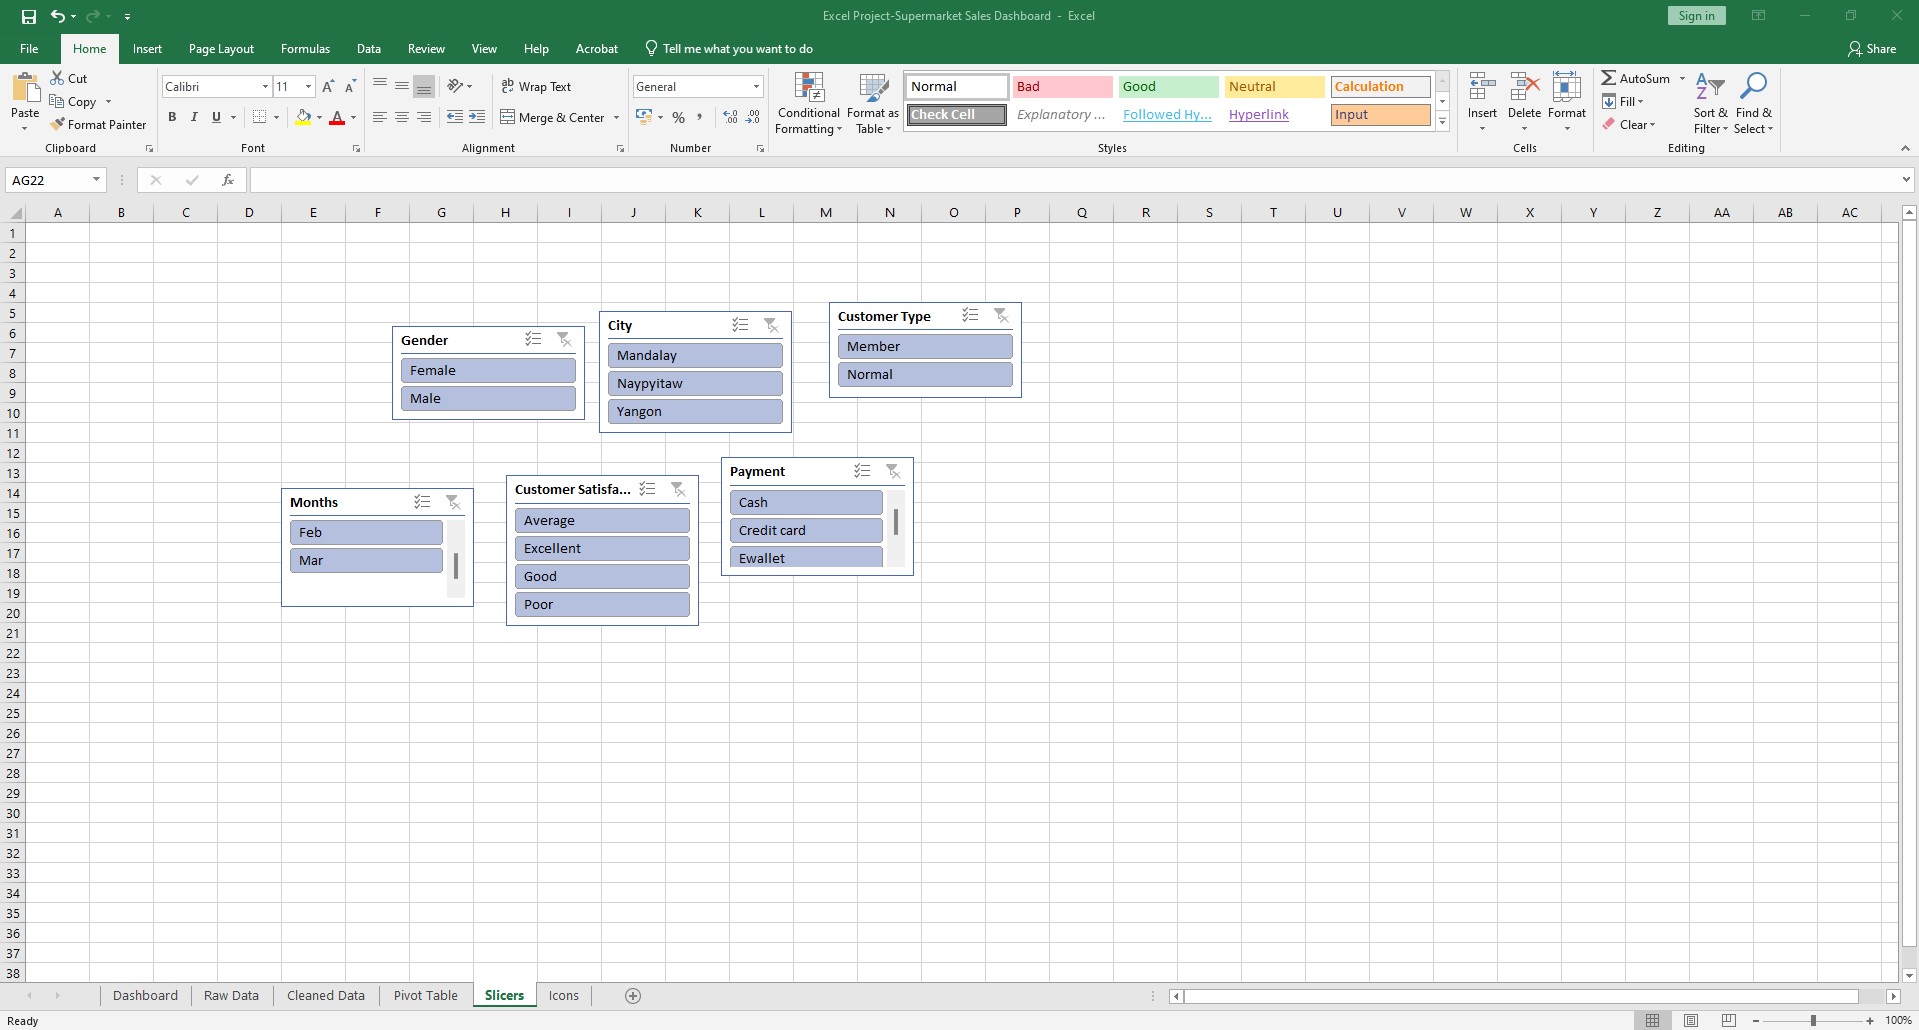 Excel Project-Supermarket Sales Dashboard - Excel
Sign in
File Home Insert Page Layout Formulas Data Review View Help Acrobat Tell me what you want to do Share
Paste
Cut
Copy
Format Painter
Clipboard
Calibri 11
B I U
Font
Wrap Text
Merge & Center
Alignment
General
%
Number
Conditional Formatting
Format as Table
Normal Bad Good Neutral Calculation
Check Cell Explanatory ... Followed Hy... Hyperlink Input
Styles
Insert Delete Format
Cells
AutoSum
Fill
Clear
Sort & Filter
Find & Select
Editing
AG22 fx
A B C D E F G H I J K L M N O P Q R S T U V W X Y Z AA AB AC
1
2
3
4
5
6
7
8
9
10
11
12
13
14
15
16
17
18
19
20
21
22
23
24
25
26
27
28
29
30
31
32
33
34
35
36
37
38
Gender
Female
Male
City
Mandalay
Naypyitaw
Yangon
Customer Type
Member
Normal
Months
Feb
Mar
Customer Satisfa...
Average
Excellent
Good
Poor
Payment
Cash
Credit card
Ewallet
Dashboard Raw Data Cleaned Data Pivot Table Slicers Icons
Ready
100%